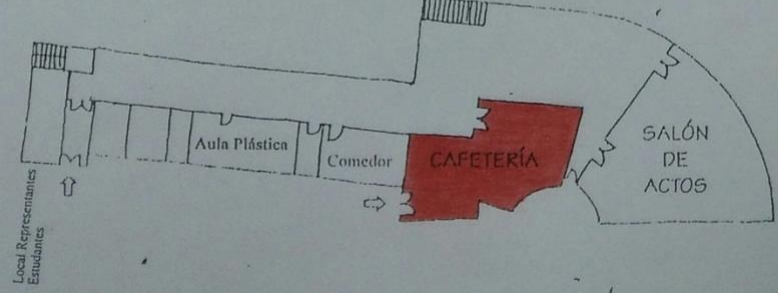 Aula Plástica
Comedor
CAFETERÍA
SALÓN
DE
ACTOS
Local Representantes
Estudiantes